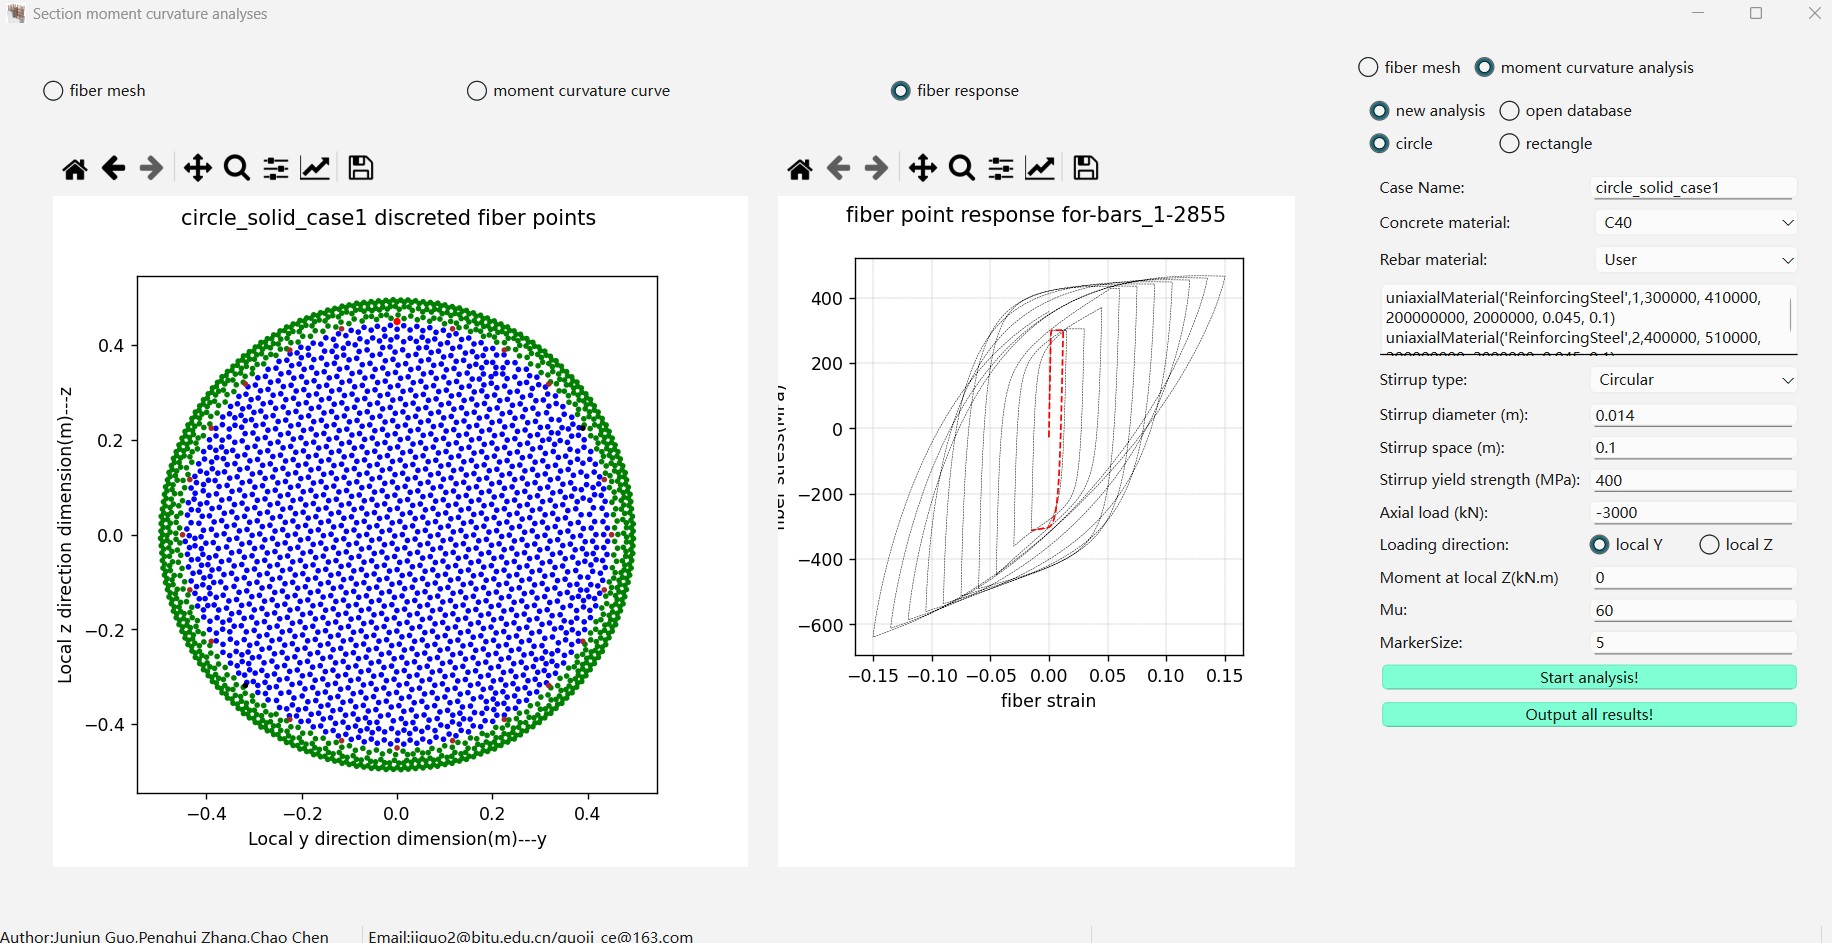 Section moment curvature analyses
fiber mesh
moment curvature curve
fiber response
fiber mesh
moment curvature analysis
new analysis
open database
circle
rectangle
circle_solid_case1 discreted fiber points
0.4
0.2
0.0
−0.2
−0.4
Local z direction dimension(m)---z
−0.4
−0.2
0.0
0.2
0.4
Local y direction dimension(m)---y
fiber point response for-bars_1-2855
400
200
0
−200
−400
−600
−0.15
−0.10
−0.05
0.00
0.05
0.10
0.15
fiber strain
Case Name:
circle_solid_case1
Concrete material:
C40
Rebar material:
User
uniaxialMaterial('ReinforcingSteel',1,300000, 410000,
200000000, 2000000, 0.045, 0.1)
uniaxialMaterial('ReinforcingSteel',2,400000, 510000,
Stirrup type:
Circular
Stirrup diameter (m):
0.014
Stirrup space (m):
0.1
Stirrup yield strength (MPa):
400
Axial load (kN):
-3000
Loading direction:
local Y
local Z
Moment at local Z(kN.m)
0
Mu:
60
MarkerSize:
5
Start analysis!
Output all results!
Author:Junjun Guo,Penghui Zhang,Chao Chen
Email:jjguo2@bjtu.edu.cn/guojj_ce@163.com